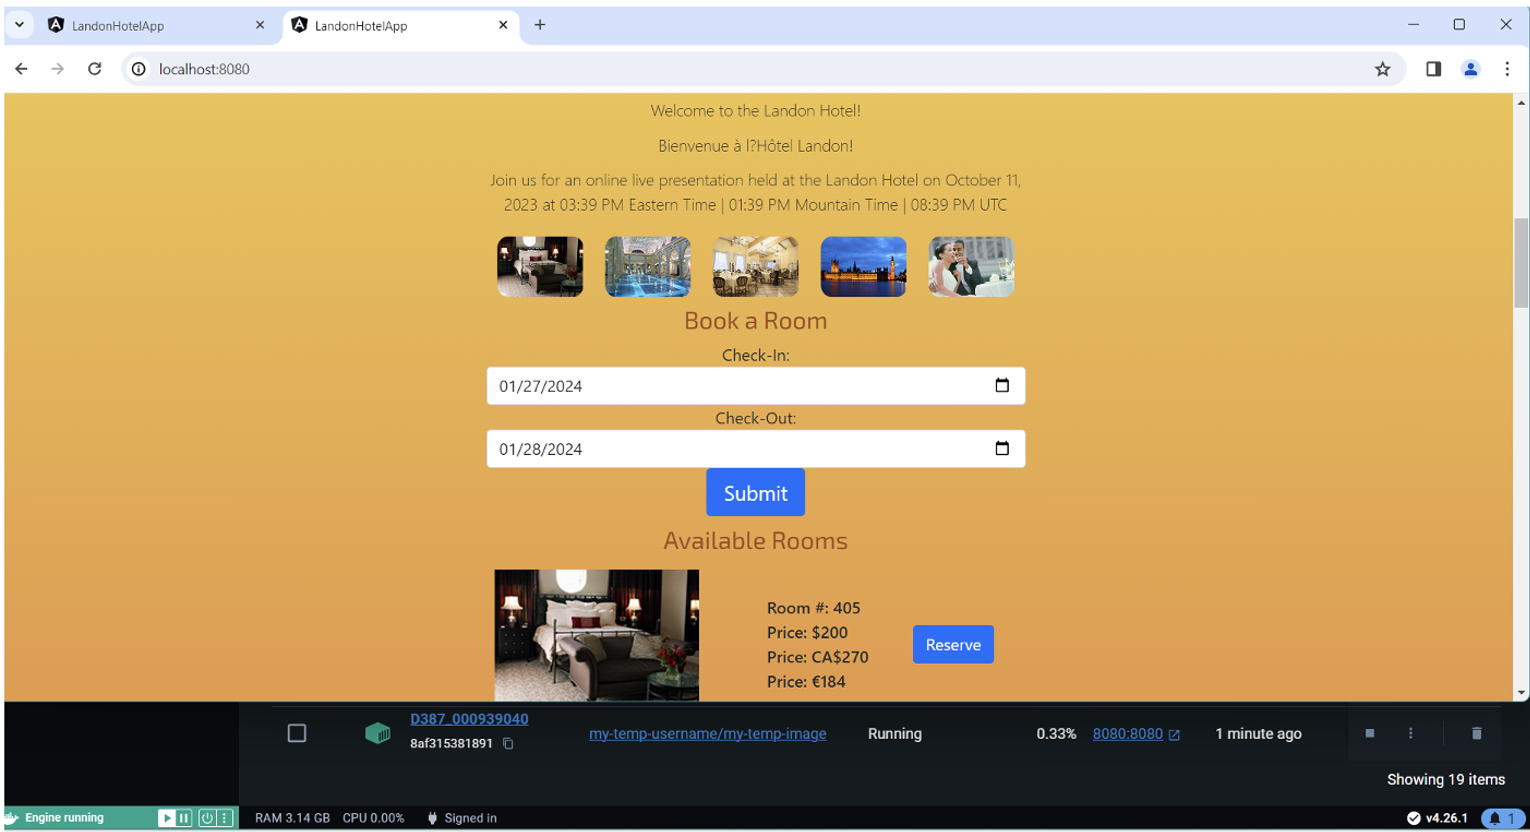 LandonHotelApp
LandonHotelApp
localhost:8080
Welcome to the Landon Hotel!
Bienvenue à l?Hôtel Landon!
Join us for an online live presentation held at the Landon Hotel on October 11,
2023 at 03:39 PM Eastern Time | 01:39 PM Mountain Time | 08:39 PM UTC
Book a Room
Check-In:
01/27/2024
Check-Out:
01/28/2024
Submit
Available Rooms
Room #: 405
Price: $200
Price: CA$270
Price: €184
Reserve
D387_000939040
8af315381891
my-temp-username/my-temp-image
Running
0.33%
8080:8080
1 minute ago
Showing 19 items
Engine running
RAM 3.14 GB
CPU 0.00%
Signed in
v4.26.1
1